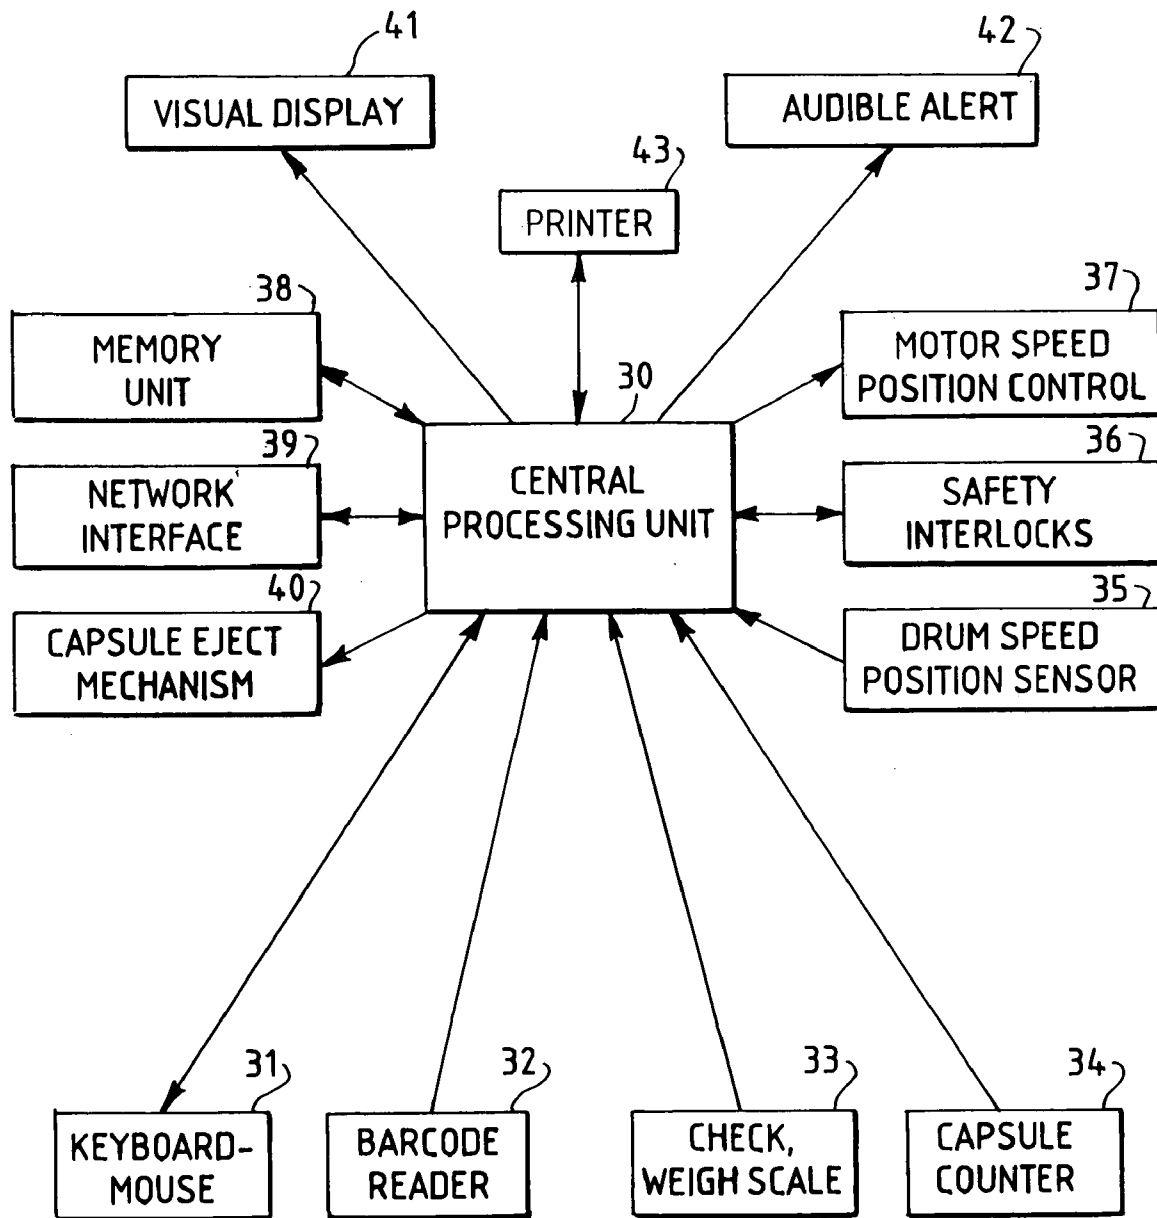 41
42
VISUAL DISPLAY
AUDIBLE ALERT
43
PRINTER
38
37
MEMORY
UNIT
MOTOR SPEED
POSITION CONTROL
30
39
36
NETWORK
INTERFACE
CENTRAL
PROCESSING UNIT
SAFETY
INTERLOCKS
40
35
CAPSULE EJECT
MECHANISM
DRUM SPEED
POSITION SENSOR
31
32
33
34
KEYBOARD-
MOUSE
BARCODE
READER
CHECK,
WEIGH SCALE
CAPSULE
COUNTER